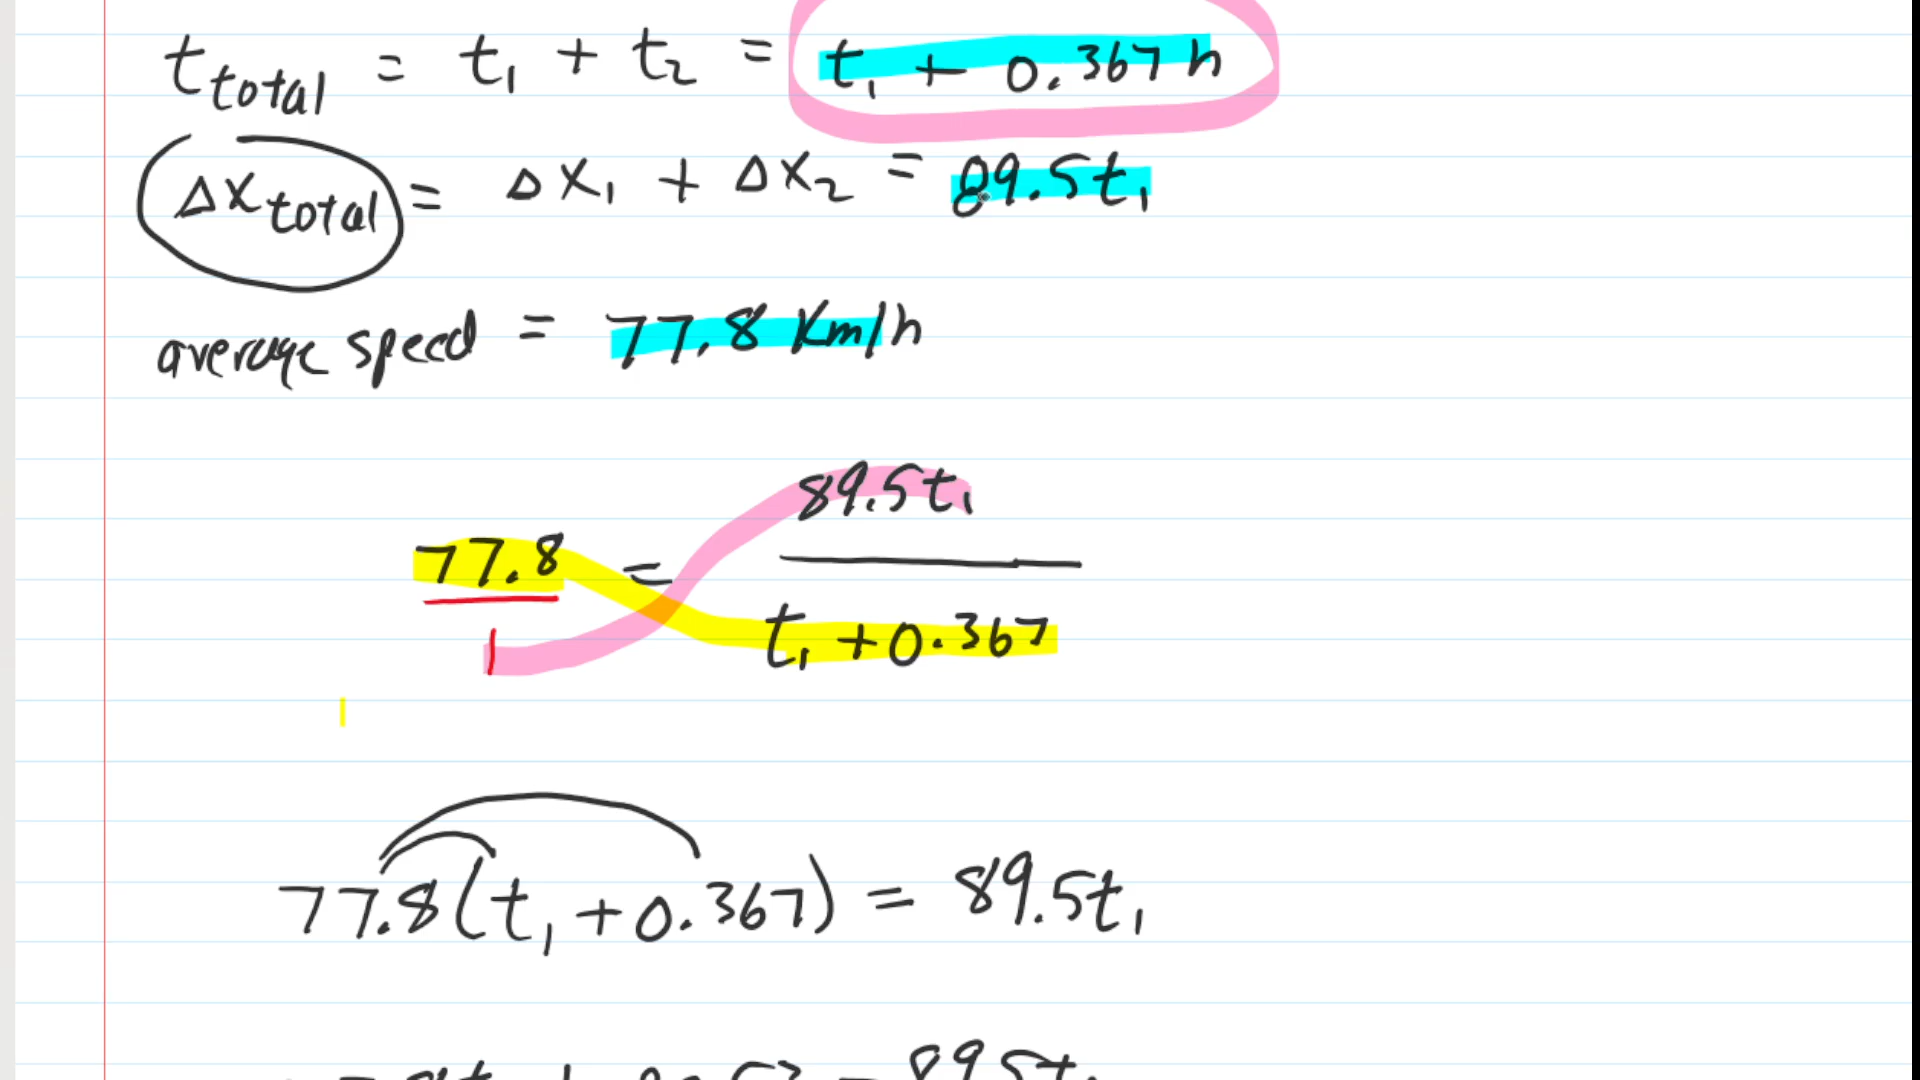 t₁ + t₂ = t₁ + 0.367 h
Δx_total = Δx₁ + Δx₂ = 89.5t₁
average speed = 77.8 Km/h
77.8 / 1 = 89.5t₁ / t₁ + 0.367
77.8(t₁ + 0.367) = 89.5t₁